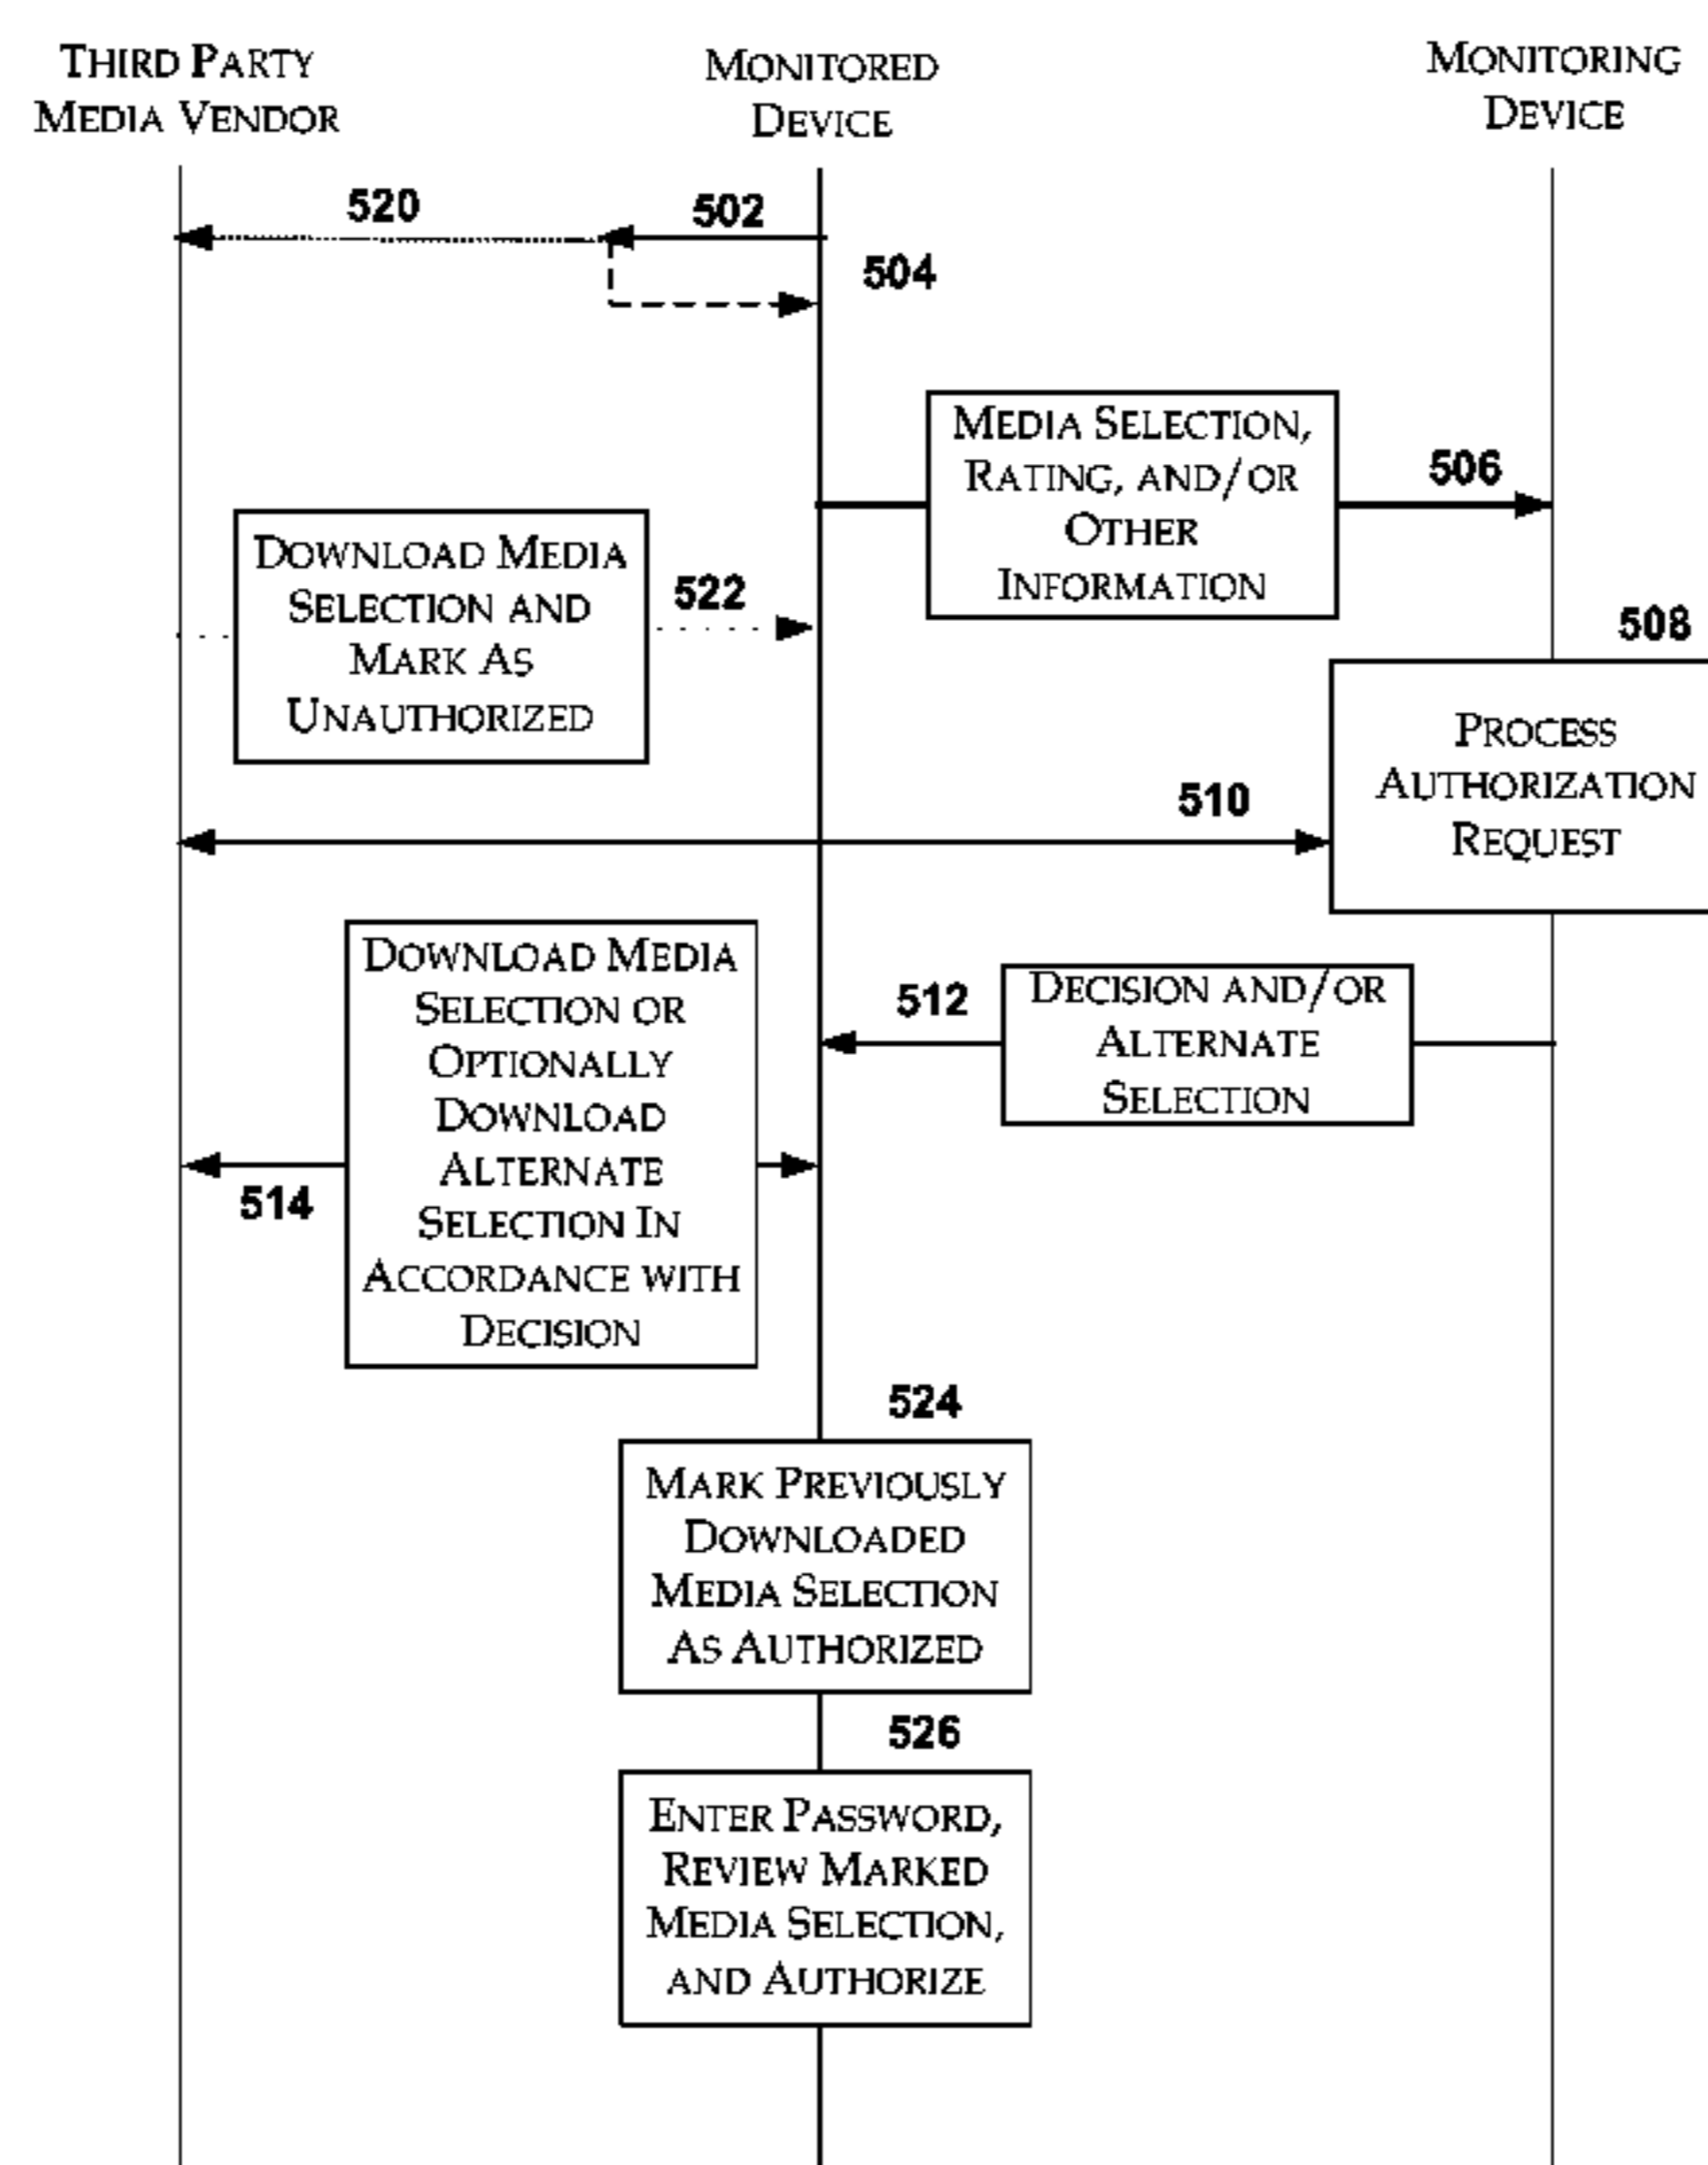 THIRD PARTY
MEDIA VENDOR
MONITORED
DEVICE
MONITORING
DEVICE
520
502
504
MEDIA SELECTION,
RATING, AND/OR
OTHER
INFORMATION
506
DOWNLOAD MEDIA
SELECTION AND
MARK AS
UNAUTHORIZED
522
508
PROCESS
AUTHORIZATION
REQUEST
510
DOWNLOAD MEDIA
SELECTION OR
OPTIONALLY
DOWNLOAD
ALTERNATE
SELECTION IN
ACCORDANCE WITH
DECISION
514
512
DECISION AND/OR
ALTERNATE
SELECTION
524
MARK PREVIOUSLY
DOWNLOADED
MEDIA SELECTION
AS AUTHORIZED
526
ENTER PASSWORD,
REVIEW MARKED
MEDIA SELECTION,
AND AUTHORIZE